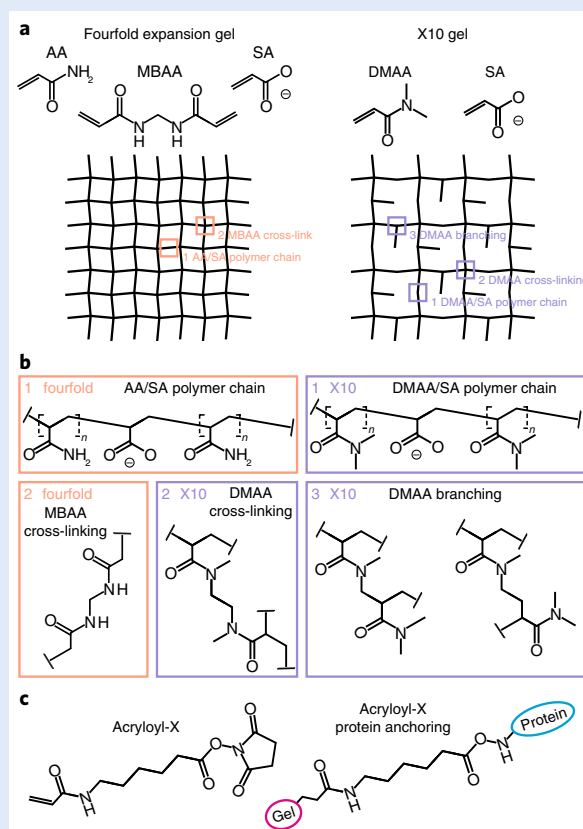 a
Fourfold expansion gel
X10 gel
AA
MBAA
SA
DMAA
SA
NH2
O
O
O
⊖
O
O
N
H
N
H
N
O
O
O
⊖
2 MBAA cross-link
1 AA/SA polymer chain
3 DMAA branching
2 DMAA cross-linking
1 DMAA/SA polymer chain
b
1 fourfold
AA/SA polymer chain
n
n
O
NH2
O
O
⊖
O
NH2
1 X10
DMAA/SA polymer chain
n
n
O
N
O
O
⊖
O
N
2 fourfold
MBAA
cross-linking
O
NH
NH
O
2 X10
DMAA
cross-linking
O
N
N
O
3 X10
DMAA branching
O
N
N
O
O
N
N
O
c
Acryloyl-X
Acryloyl-X
protein anchoring
O
N
H
O
O
N
O
O
Gel
O
N
H
O
O
N
H
Protein